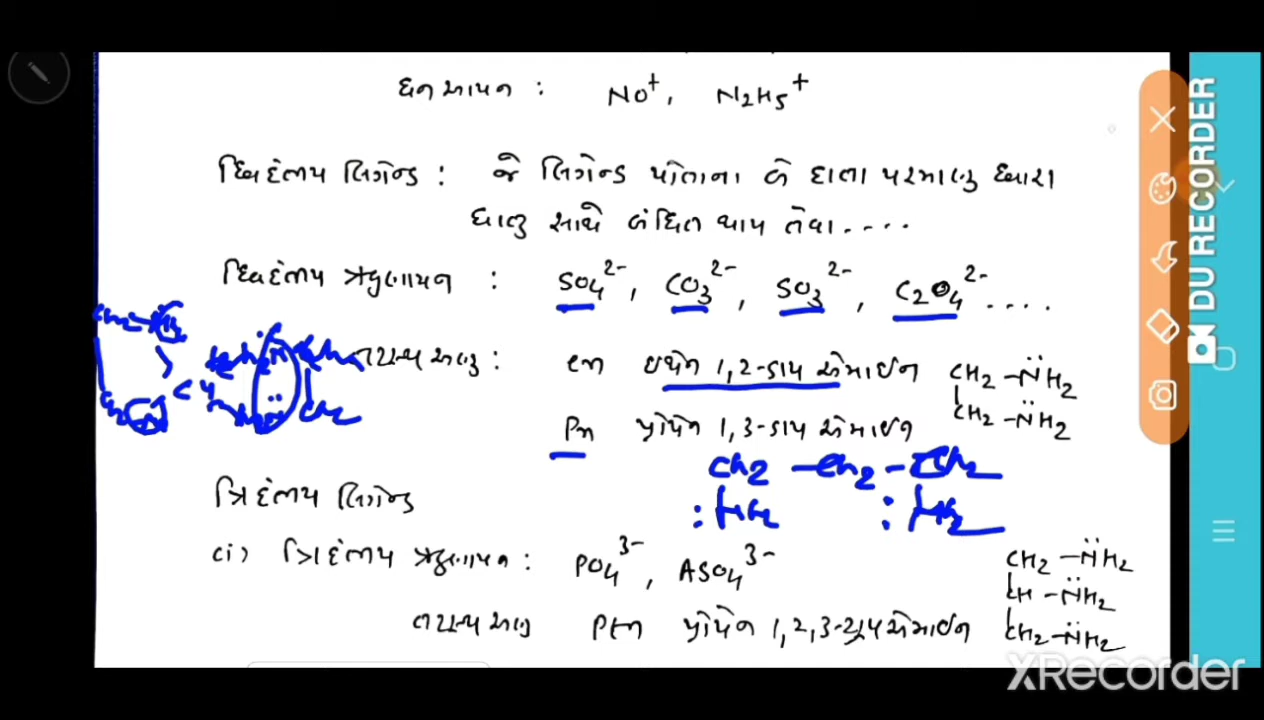 ધન આયન : NO⁺, N₂H₅⁺
દ્વિદંતીય લિગેન્ડ : જે લિગેન્ડ પોતાના બે દાતા પરમાણુ દ્વારા
ધાતુ સાથે બંધિત થાય તેવા....
દ્વિદંતીય ઋણઆયન : SO₄²⁻, CO₃²⁻, SO₃²⁻, C₂O₄²⁻ ....
તટસ્થ અણુ : en ઇથેન 1,2-ડાય એમાઇન CH₂ - N̈H₂
CH₂ - N̈H₂
Pn પ્રોપેન 1,3-ડાય એમાઇન
CH₂ - CH₂ - CH₂
: NH₂ : NH₂
ત્રિદંતીય લિગેન્ડ
(i) ત્રિદંતીય ઋણઆયન : PO₄³⁻, ASO₄³⁻
CH₂ - N̈H₂
CH - N̈H₂
CH₂ - N̈H₂
તટસ્થ અણુ Ptn પ્રોપેન 1,2,3-ટ્રાય એમાઇન
DU RECORDER
XRecorder